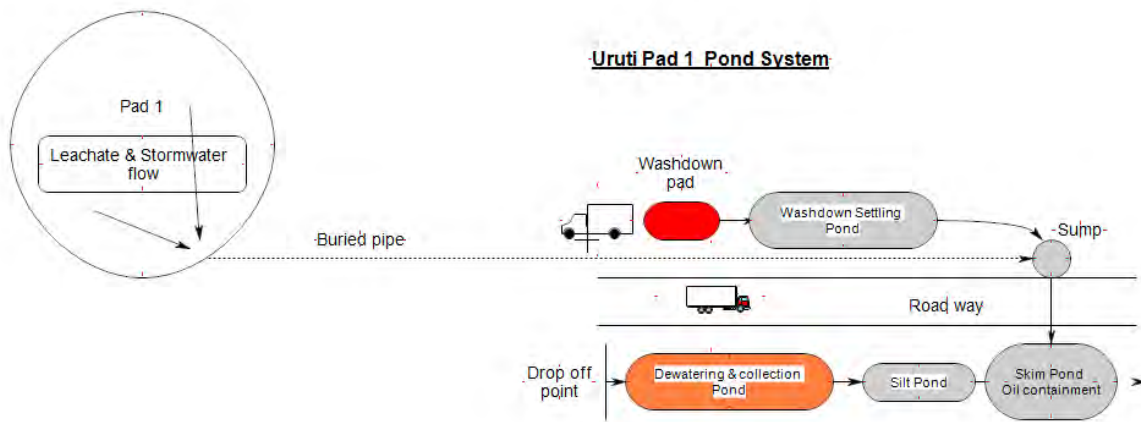 Uruti Pad 1 Pond System
Pad 1
Leachate & Stormwater
flow
Washdown
pad
Washdown Settling
Pond
Sump
Buried pipe
Road way
Drop off
point
Dewatering & collection
Pond
Silt Pond
Skim Pond
Oil containment